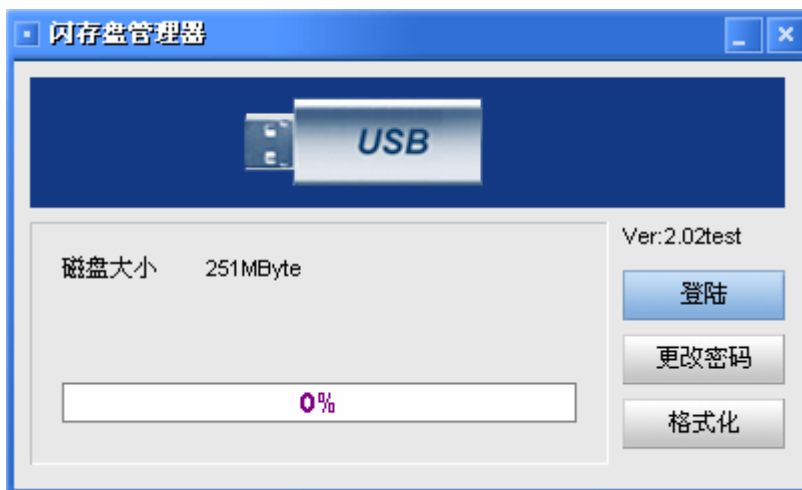 闪存盘管理器
USB
Ver:2.02test
磁盘大小 251MByte
登陆
更改密码
0%
格式化